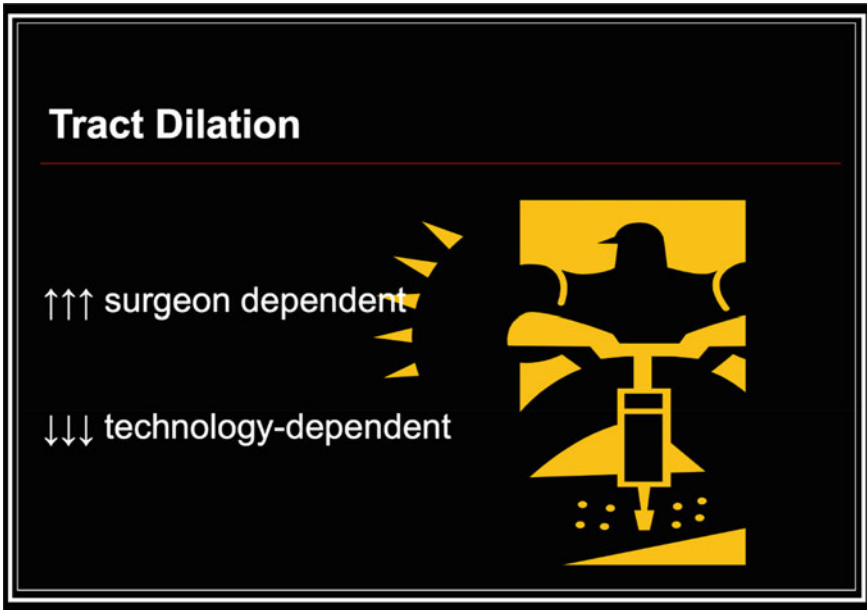 Tract Dilation
↑↑↑ surgeon dependent
↓↓↓ technology-dependent